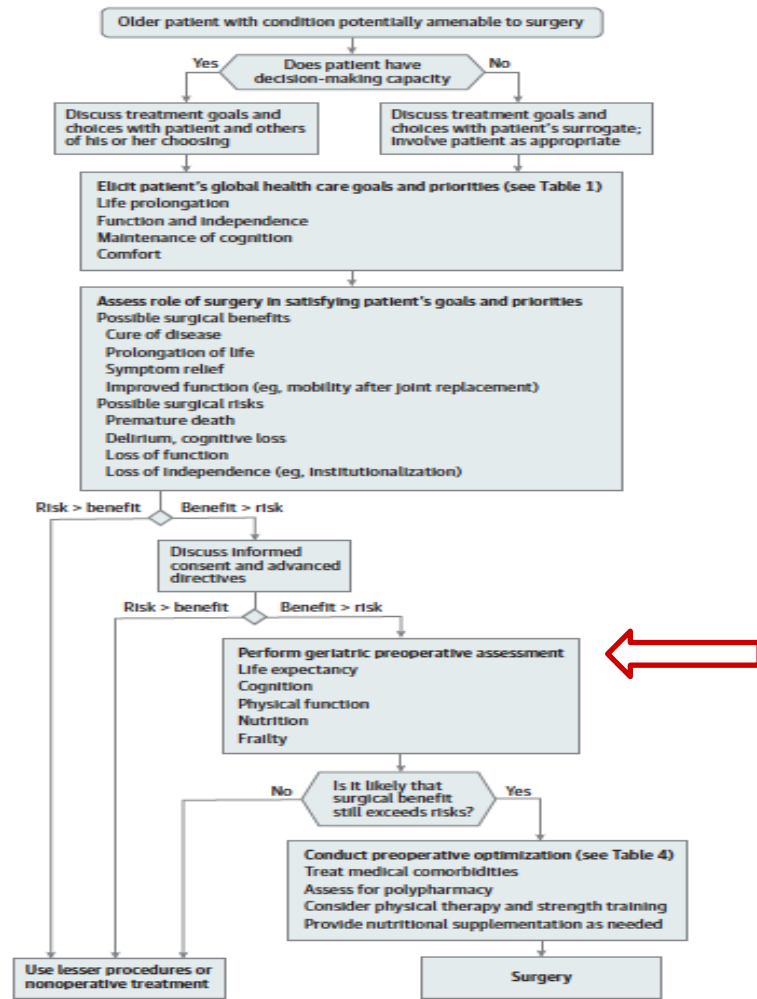 Older patient with condition potentially amenable to surgery
Yes
Does patient have
decision-making capacity
No
Discuss treatment goals and
choices with patient and others
of his or her choosing
Discuss treatment goals and
choices with patient's surrogate;
involve patient as appropriate
Elicit patient's global health care goals and priorities (see Table 1)
Life prolongation
Function and independence
Maintenance of cognition
Comfort
Assess role of surgery in satisfying patient's goals and priorities
Possible surgical benefits
Cure of disease
Prolongation of life
Symptom relief
Improved function (eg, mobility after joint replacement)
Possible surgical risks
Premature death
Delirium, cognitive loss
Loss of function
Loss of independence (eg, institutionalization)
Risk > benefit
Benefit > risk
Discuss informed
consent and advanced
directives
Risk > benefit
Benefit > risk
Perform geriatric preoperative assessment
Life expectancy
Cognition
Physical function
Nutrition
Frailty
No
Is it likely that
surgical benefit
still exceeds risks?
Yes
Conduct preoperative optimization (see Table 4)
Treat medical comorbidities
Assess for polypharmacy
Consider physical therapy and strength training
Provide nutritional supplementation as needed
Use lesser procedures or
nonoperative treatment
Surgery